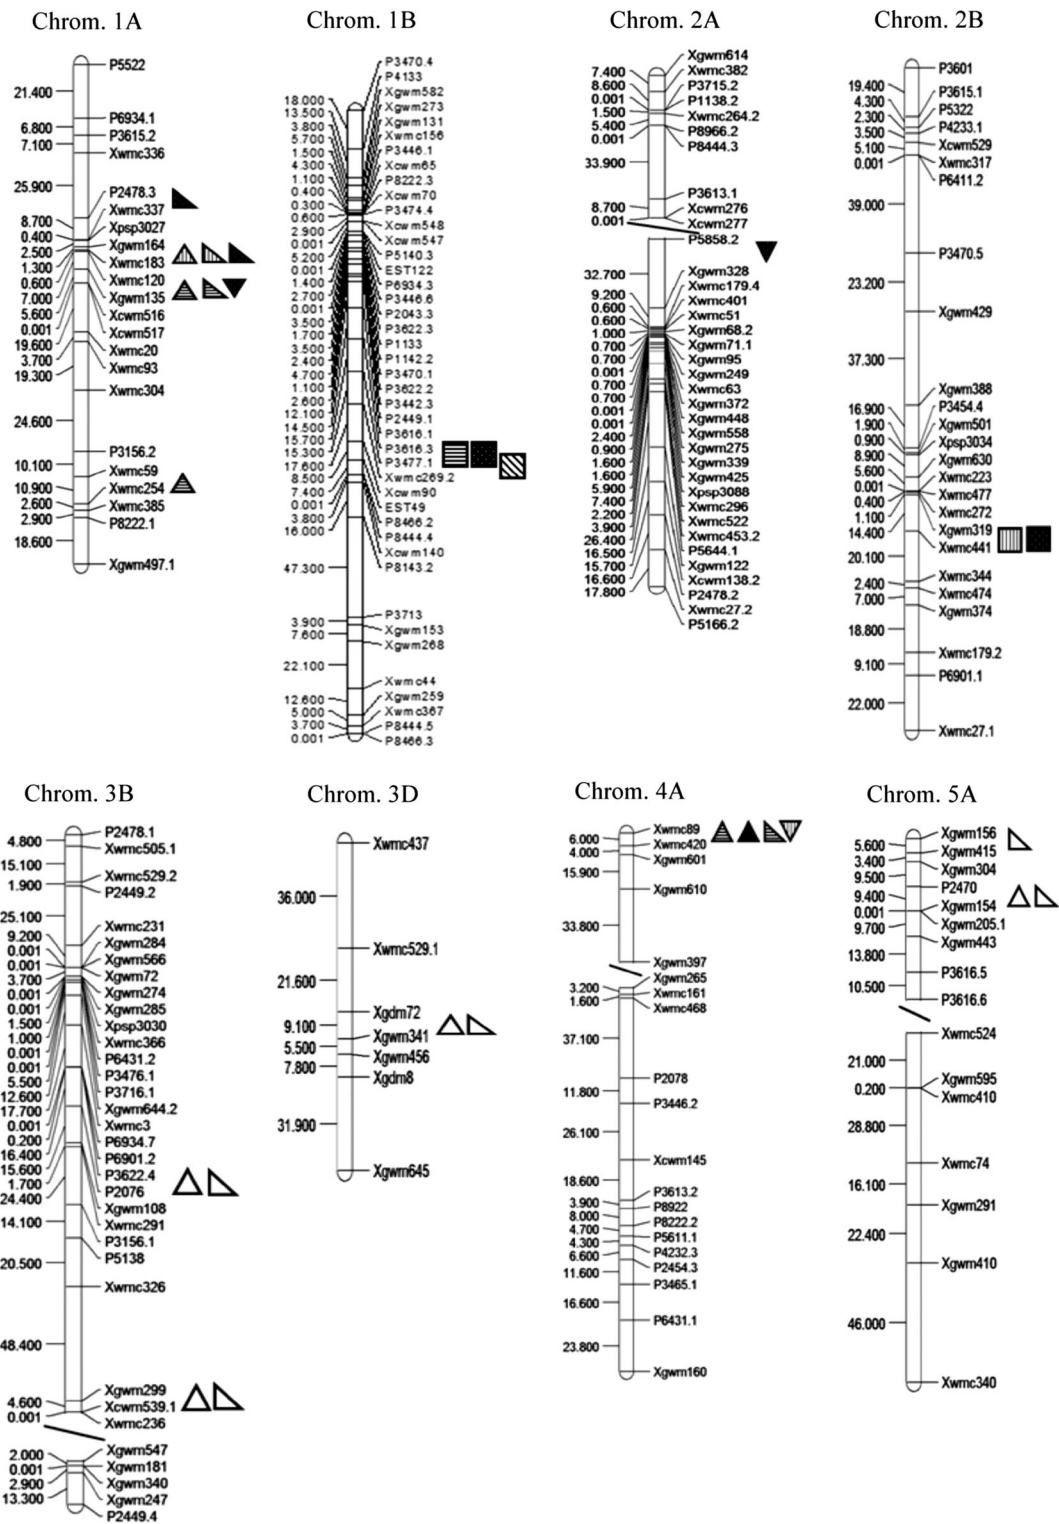 Chrom. 1A
P5522
21.400
P6934.1
6.800
P3615.2
7.100
Xwmc336
25.900
P2478.3
Xwmc337
8.700
Xpsp3027
0.400
Xgwm164
2.500
Xwmc183
1.300
Xwmc120
0.600
Xgwm135
7.000
Xcwm516
5.600
Xcwm517
0.001
Xwmc20
19.600
Xwmc93
3.700
19.300
Xwmc304
24.600
P3156.2
10.100
Xwmc59
10.900
Xwmc254
2.600
Xwmc385
2.900
P8222.1
18.600
Xgwm497.1
Chrom. 1B
P3470.4
P4133
Xgwm582
18.000
Xgwm273
13.500
Xgwm131
3.800
Xwmc156
5.700
P3446.1
1.500
Xcwm65
4.300
P8222.3
1.100
Xcwm70
0.400
P3474.4
0.300
Xcwm548
0.600
Xcwm547
2.900
P5140.3
0.001
EST122
5.200
P6934.3
0.001
P3446.6
1.400
P2043.3
2.700
P3622.3
0.001
P1133
3.500
P1142.2
1.700
P3470.1
3.500
P3622.2
2.400
P3442.3
4.700
P2449.1
1.100
P3616.1
2.600
P3616.3
12.100
P3477.1
14.500
Xwmc269.2
15.700
Xcwm90
15.300
EST49
17.600
P8466.2
8.500
P8444.4
7.400
Xcwm140
0.001
P8143.2
3.800
16.000
47.300
P3713
3.900
Xgwm153
7.600
Xgwm268
22.100
Xwmc44
12.600
Xgwm259
5.000
Xwmc367
3.700
P8444.5
0.001
P8466.3
Chrom. 2A
Xgwm614
7.400
Xwmc382
8.600
P3715.2
0.001
P1138.2
1.500
Xwmc264.2
5.400
P8966.2
0.001
P8444.3
33.900
P3613.1
8.700
Xcwm276
0.001
Xcwm277
P5858.2
32.700
Xgwm328
9.200
Xwmc179.4
0.600
Xwmc401
0.600
Xwmc51
1.000
Xgwm68.2
0.700
Xgwm71.1
0.700
Xgwm95
0.001
Xgwm249
0.700
Xwmc63
0.700
Xgwm372
0.001
Xgwm448
0.001
Xgwm558
2.400
Xgwm275
0.900
Xgwm339
1.600
Xgwm425
1.600
Xpsp3088
5.900
Xwmc296
7.400
Xwmc522
2.200
Xwmc453.2
3.900
P5644.1
26.400
Xgwm122
16.500
Xcwm138.2
15.700
P2478.2
16.600
Xwmc27.2
17.800
P5166.2
Chrom. 2B
P3601
19.400
P3615.1
4.300
P5322
2.300
P4233.1
3.500
Xcwm529
5.100
Xwmc317
0.001
P6411.2
39.000
P3470.5
23.200
Xgwm429
37.300
Xgwm388
16.900
P3454.4
1.900
Xgwm501
0.900
Xpsp3034
8.900
Xgwm630
5.600
Xwmc223
0.001
Xwmc477
0.400
Xwmc272
1.100
Xgwm319
14.400
Xwmc441
20.100
Xwmc344
2.400
Xwmc474
7.000
Xgwm374
18.800
Xwmc179.2
9.100
P6901.1
22.000
Xwmc27.1
Chrom. 3B
P2478.1
4.800
Xwmc505.1
15.100
Xwmc529.2
1.900
P2449.2
25.100
Xwmc231
9.200
Xgwm284
0.001
Xgwm566
0.001
Xgwm72
3.700
Xgwm274
0.001
Xgwm285
0.001
Xpsp3030
1.500
Xwmc366
1.000
P6431.2
0.001
P3476.1
0.001
P3716.1
5.500
Xgwm644.2
12.600
Xwmc3
17.700
P6934.7
0.001
P6901.2
0.200
P3622.4
16.400
P2076
15.600
Xgwm108
1.700
Xwmc291
24.400
P3156.1
14.100
P5138
20.500
Xwmc326
48.400
Xgwm299
4.600
Xcwm539.1
0.001
Xwmc236
Xgwm547
2.000
Xgwm181
0.001
Xgwm340
2.900
Xgwm247
13.300
P2449.4
Chrom. 3D
Xwmc437
36.000
Xwmc529.1
21.600
Xgdm72
9.100
Xgwm341
5.500
Xgwm456
7.800
Xgdm8
31.900
Xgwm645
Chrom. 4A
Xwmc89
6.000
Xwmc420
4.000
Xgwm601
15.900
Xgwm610
33.800
Xgwm397
Xgwm265
3.200
Xwmc161
1.600
Xwmc468
37.100
P2078
11.800
P3446.2
26.100
Xcwm145
18.600
P3613.2
3.900
P8922
8.000
P8222.2
4.700
P5611.1
4.300
P4232.3
6.600
P2454.3
11.600
P3465.1
16.600
P6431.1
23.800
Xgwm160
Chrom. 5A
Xgwm156
5.600
Xgwm415
3.400
Xgwm304
9.500
P2470
9.400
Xgwm154
0.001
Xgwm205.1
9.700
Xgwm443
13.800
P3616.5
10.500
P3616.6
Xwmc524
21.000
Xgwm595
0.200
Xwmc410
28.800
Xwmc74
16.100
Xgwm291
22.400
Xgwm410
46.000
Xwmc340